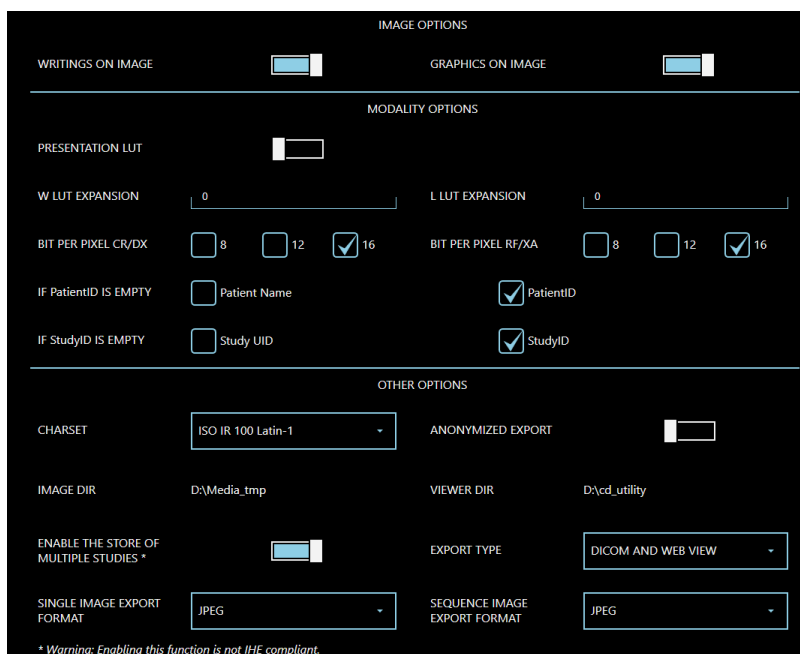 IMAGE OPTIONS
WRITINGS ON IMAGE
GRAPHICS ON IMAGE
MODALITY OPTIONS
PRESENTATION LUT
W LUT EXPANSION
0
L LUT EXPANSION
0
BIT PER PIXEL CR/DX
8
12
16
BIT PER PIXEL RF/XA
8
12
16
IF PatientID IS EMPTY
Patient Name
PatientID
IF StudyID IS EMPTY
Study UID
StudyID
OTHER OPTIONS
CHARSET
ISO IR 100 Latin-1
ANONYMIZED EXPORT
IMAGE DIR
D:\Media_tmp
VIEWER DIR
D:\cd_utility
ENABLE THE STORE OF
MULTIPLE STUDIES *
EXPORT TYPE
DICOM AND WEB VIEW
SINGLE IMAGE EXPORT
FORMAT
JPEG
SEQUENCE IMAGE
EXPORT FORMAT
JPEG
* Warning: Enabling this function is not IHE compliant.